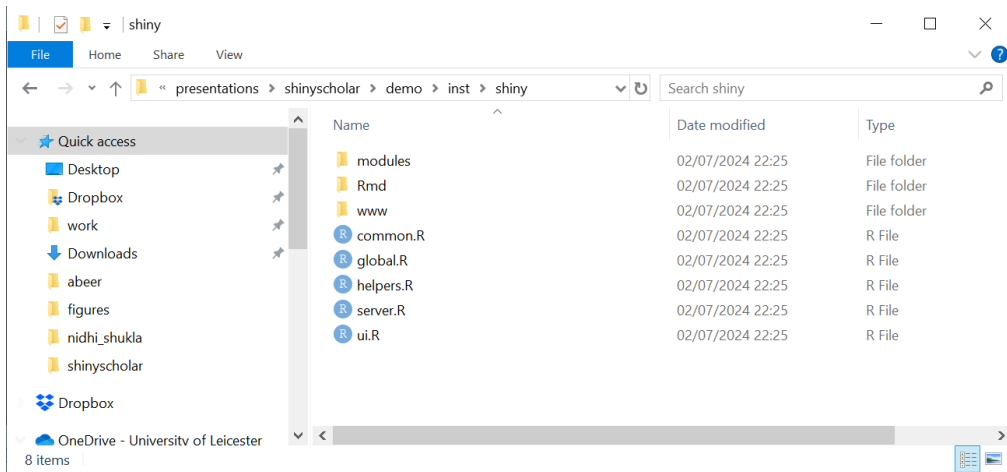 shiny
File Home Share View
« presentations > shinyscholar > demo > inst > shiny Search shiny
Name Date modified Type
Quick access
Desktop
Dropbox
work
Downloads
abeer
figures
nidhi_shukla
shinyscholar
Dropbox
OneDrive - University of Leicester
modules 02/07/2024 22:25 File folder
Rmd 02/07/2024 22:25 File folder
www 02/07/2024 22:25 File folder
R common.R 02/07/2024 22:25 R File
R global.R 02/07/2024 22:25 R File
R helpers.R 02/07/2024 22:25 R File
R server.R 02/07/2024 22:25 R File
R ui.R 02/07/2024 22:25 R File
8 items